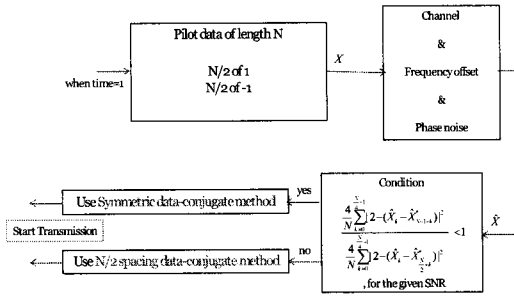 Pilot data of length N
N/2 of 1
N/2 of -1
when time=1
X
Channel
&
Frequency offset
&
Phase noise
Condition
<1
, for the given SNR
X̂
yes
Use Symmetric data-conjugate method
Start Transmission
no
Use N/2 spacing data-conjugate method